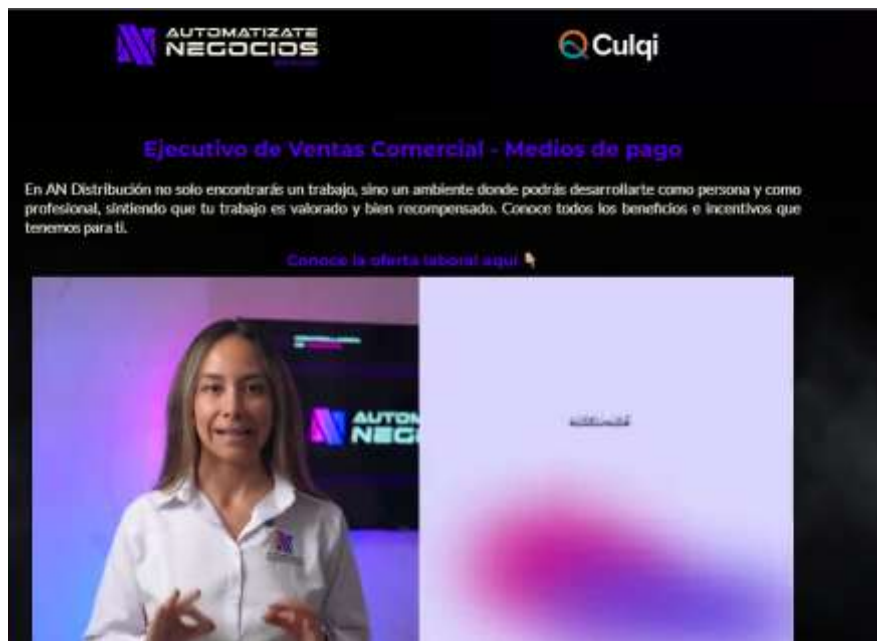 AUTOMATIZATE
NEGOCIOS
Culqi
Ejecutivo de Ventas Comercial - Medios de pago
En AN Distribución no solo encontrarás un trabajo, sino un ambiente donde podrás desarrollarte como persona y como
profesional, sintiendo que tu trabajo es valorado y bien recompensado. Conoce todos los beneficios e incentivos que
tenemos para ti.
Conoce la oferta laboral aquí 👇
AUTOM
NEGO